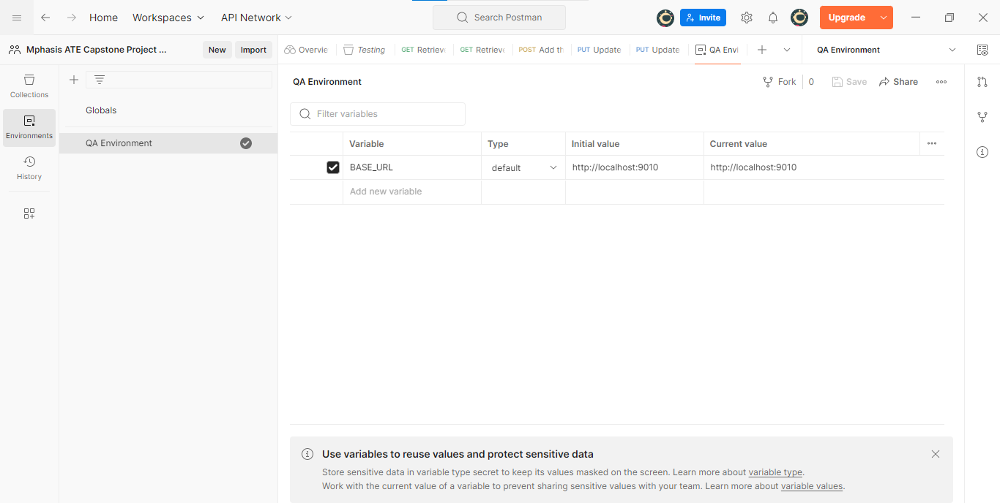 Home Workspaces API Network Search Postman Invite Upgrade
Mphasis ATE Capstone Project ... New Import Overvie Testing GET Retrieve GET Retrieve POST Add th PUT Update PUT Update QA Envi QA Environment
Collections
Environments
History
Globals
QA Environment
QA Environment Fork 0 Save Share
Filter variables
Variable Type Initial value Current value
BASE_URL default http://localhost:9010 http://localhost:9010
Add new variable
Use variables to reuse values and protect sensitive data
Store sensitive data in variable type secret to keep its values masked on the screen. Learn more about variable type.
Work with the current value of a variable to prevent sharing sensitive values with your team. Learn more about variable values.